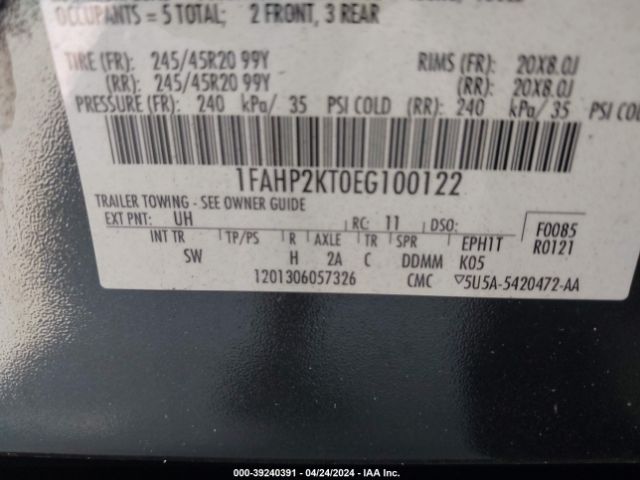 OCCUPANTS = 5 TOTAL; 2 FRONT, 3 REAR
TIRE (FR): 245/45R20 99Y RIMS (FR): 20X8.0J
(RR): 245/45R20 99Y (RR): 20X8.0J
PRESSURE (FR): 240 kPa/ 35 PSI COLD (RR): 240 kPa/ 35 PSI COL
1FAHP2KT0EG100122
TRAILER TOWING - SEE OWNER GUIDE
EXT PNT: UH RC: 11 DSO: F0085
INT TR TP/PS R AXLE TR SPR EPH1T R0121
SW H 2A C DDMM K05
1201306057326 CMC ▽5U5A-5420472-AA
000-39240391 - 04/24/2024 - IAA Inc.